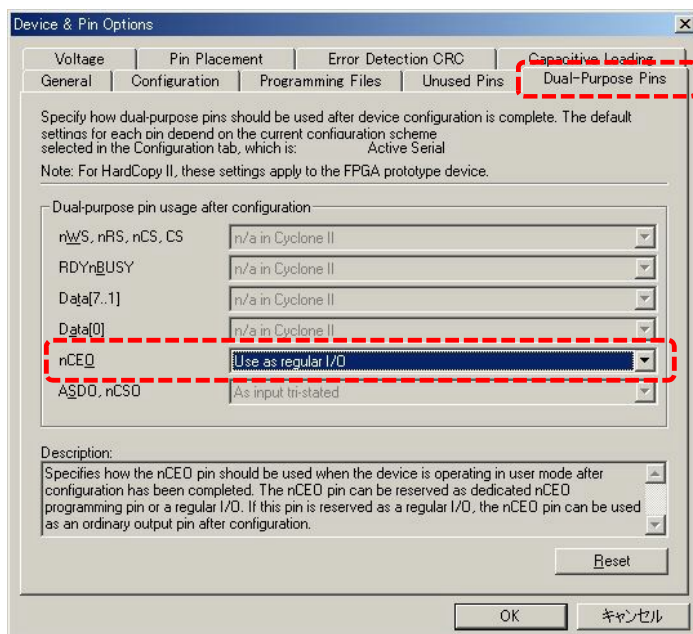 Device & Pin Options
Voltage
Pin Placement
Error Detection CRC
Capacitive Loading
General
Configuration
Programming Files
Unused Pins
Dual-Purpose Pins
Specify how dual-purpose pins should be used after device configuration is complete. The default
settings for each pin depend on the current configuration scheme
selected in the Configuration tab, which is: Active Serial
Note: For HardCopy II, these settings apply to the FPGA prototype device.
Dual-purpose pin usage after configuration
nWS, nRS, nCS, CS
n/a in Cyclone II
RDYnBUSY
n/a in Cyclone II
Data[7..1]
n/a in Cyclone II
Data[0]
n/a in Cyclone II
nCEO
Use as regular I/O
ASDO, nCSO
As input tri-stated
Description:
Specifies how the nCEO pin should be used when the device is operating in user mode after
configuration has been completed. The nCEO pin can be reserved as dedicated nCEO
programming pin or a regular I/O. If this pin is reserved as a regular I/O, the nCEO pin can be used
as an ordinary output pin after configuration.
Reset
OK
キャンセル